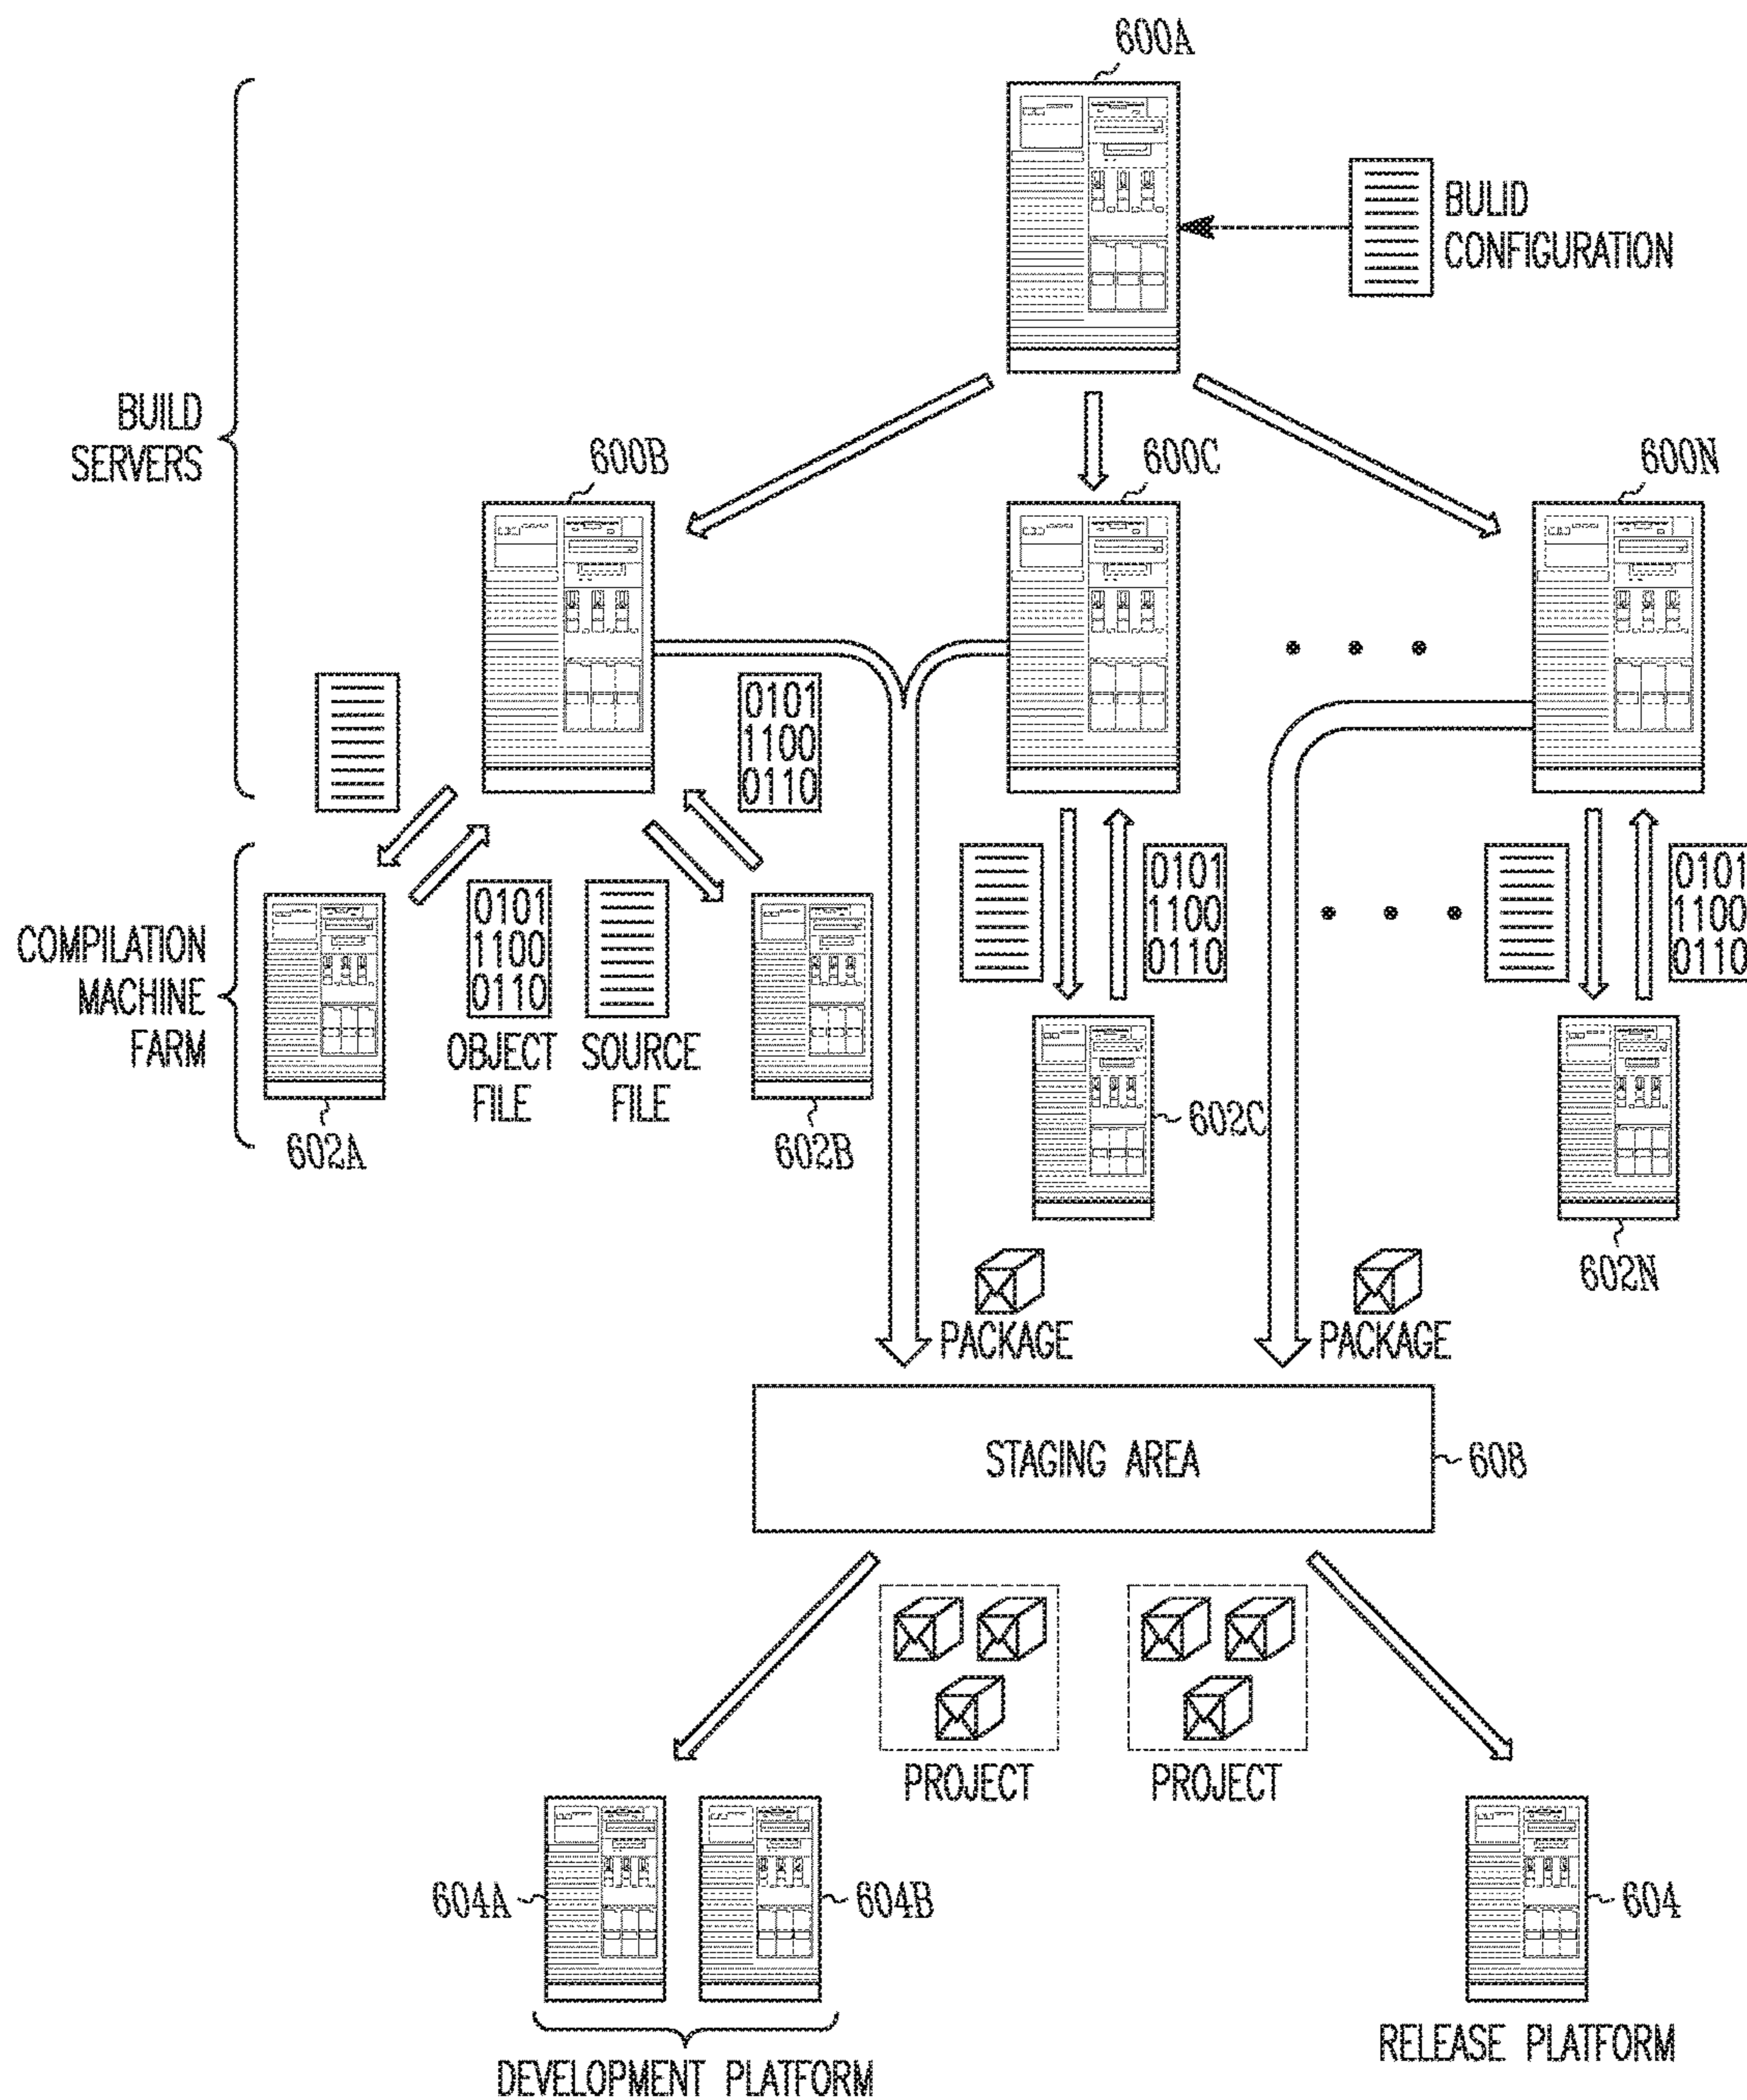 600A
BULID
CONFIGURATION
BUILD
SERVERS
600B
600C
600N
0101
1100
0110
0101
1100
0110
0101
1100
0110
0101
1100
0110
COMPILATION
MACHINE
FARM
OBJECT
FILE
SOURCE
FILE
602A
602B
602C
602N
PACKAGE
PACKAGE
STAGING AREA
608
PROJECT
PROJECT
604A
604B
604
DEVELOPMENT PLATFORM
RELEASE PLATFORM